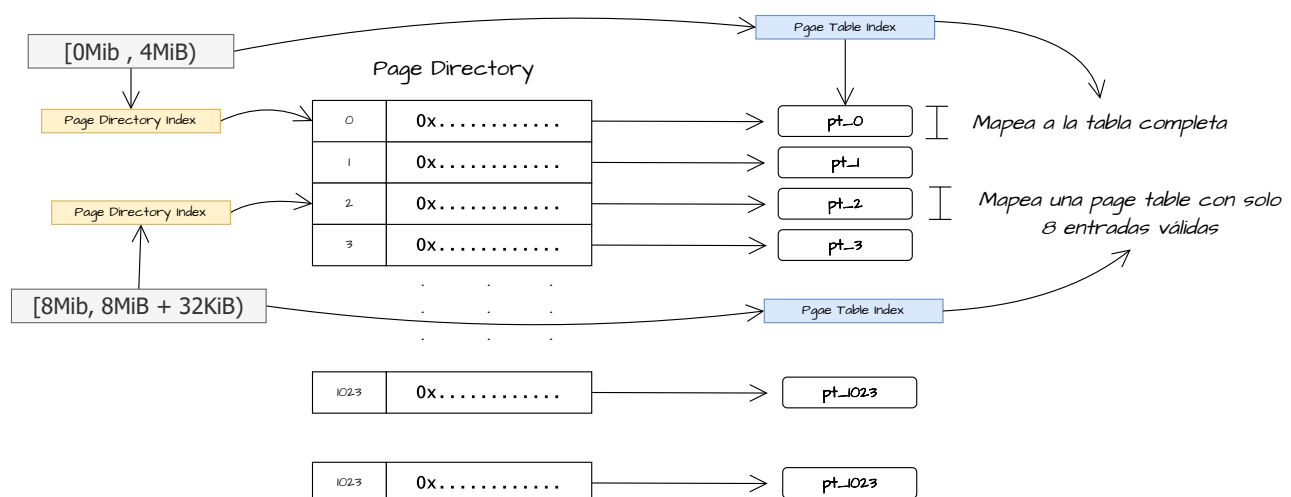 Pgae Table Index
[0Mib , 4MiB)
Page Directory
Page Directory Index
0 0x............ pt_0
Mapea a la tabla completa
1 0x............ pt_1
Page Directory Index
2 0x............ pt_2
Mapea una page table con solo
8 entradas válidas
3 0x............ pt_3
[8Mib, 8MiB + 32KiB)
. . .
Pgae Table Index
. . .
. . .
1023 0x............ pt_1023
1023 0x............ pt_1023